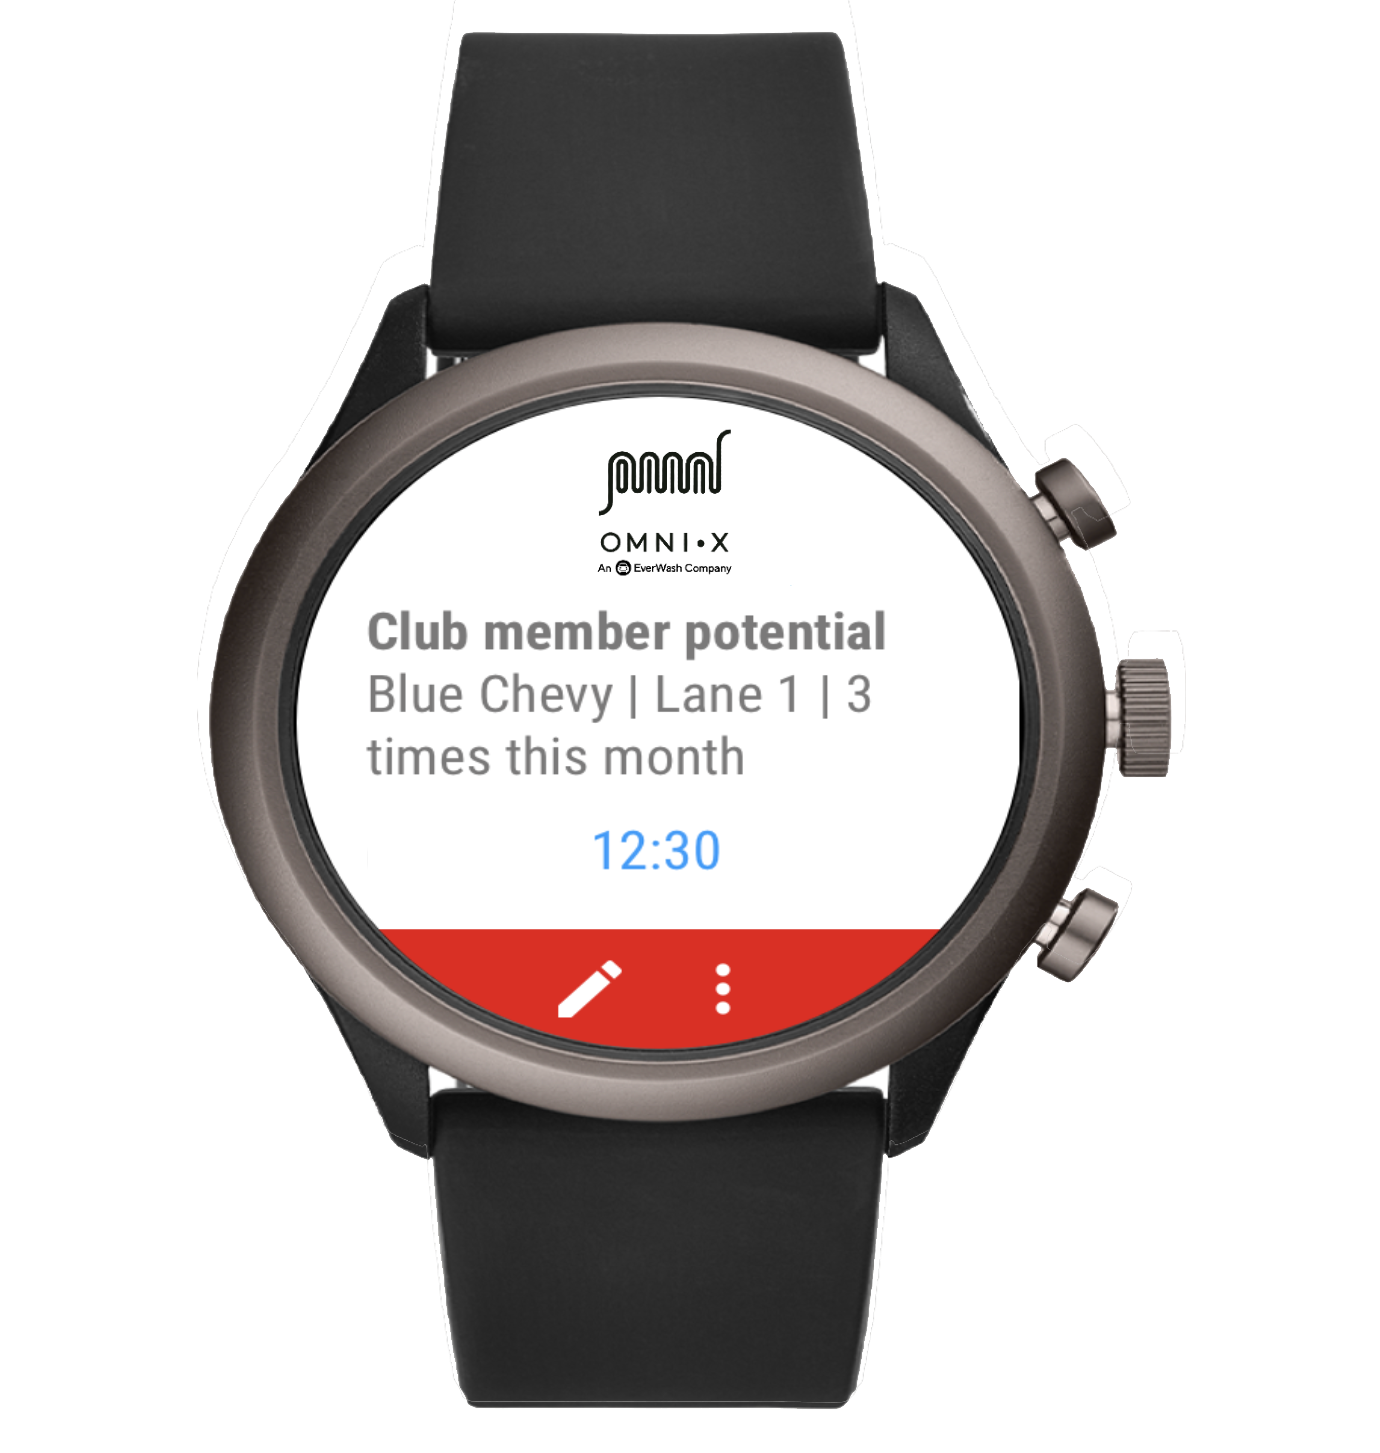 OMNI•X
An EverWash Company
Club member potential
Blue Chevy | Lane 1 | 3
times this month
12:30